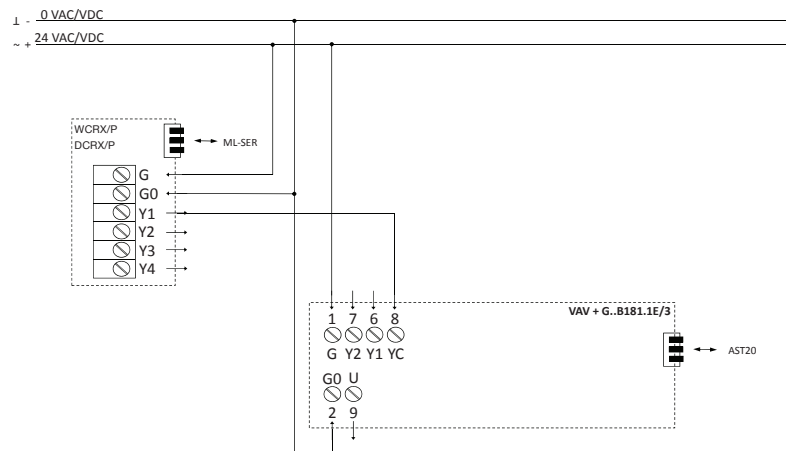 ⊥ - 0 VAC/VDC
~ + 24 VAC/VDC
WCRX/P
DCRX/P
ML-SER
G
G0
Y1
Y2
Y3
Y4
VAV + G..B181.1E/3
1 7 6 8
G Y2 Y1 YC
AST20
G0 U
2 9